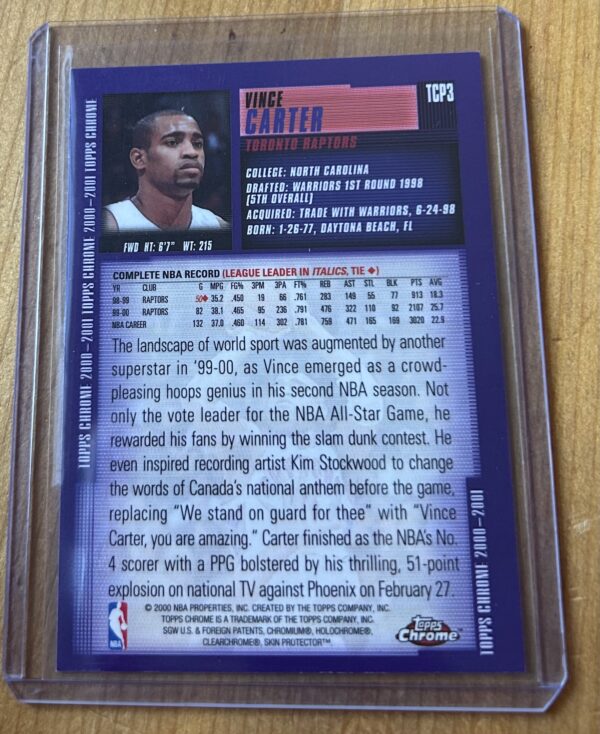 TCP3
VINCE
CARTER
TORONTO RAPTORS
COLLEGE: NORTH CAROLINA
DRAFTED: WARRIORS 1ST ROUND 1998
(5TH OVERALL)
ACQUIRED: TRADE WITH WARRIORS, 6-24-98
BORN: 1-26-77, DAYTONA BEACH, FL
FWD HT: 6'7" WT: 215
COMPLETE NBA RECORD (LEAGUE LEADER IN ITALICS, TIE ♦)
YR CLUB G MPG FG% 3PM 3PA FT% REB AST STL BLK PTS AVG
98-99 RAPTORS 50♦ 35.2 .450 19 66 .761 283 149 55 77 913 18.3
99-00 RAPTORS 82 38.1 .465 95 236 .791 476 322 110 92 2107 25.7
NBA CAREER 132 37.0 .460 114 302 .781 759 471 165 169 3020 22.9
The landscape of world sport was augmented by another
superstar in '99-00, as Vince emerged as a crowd-
pleasing hoops genius in his second NBA season. Not
only the vote leader for the NBA All-Star Game, he
rewarded his fans by winning the slam dunk contest. He
even inspired recording artist Kim Stockwood to change
the words of Canada's national anthem before the game,
replacing "We stand on guard for thee" with "Vince
Carter, you are amazing." Carter finished as the NBA's No.
4 scorer with a PPG bolstered by his thrilling, 51-point
explosion on national TV against Phoenix on February 27.
© 2000 NBA PROPERTIES, INC. CREATED BY THE TOPPS COMPANY, INC.
TOPPS CHROME IS A TRADEMARK OF THE TOPPS COMPANY, INC.
SGW U.S. & FOREIGN PATENTS, CHROMIUM®, HOLOCHROME®,
CLEARCHROME®, SKIN PROTECTOR™
NBA
Topps
Chrome
TOPPS CHROME 2000–2001 TOPPS CHROME 2000–2001 TOPPS CHROME
TOPPS CHROME 2000–2001